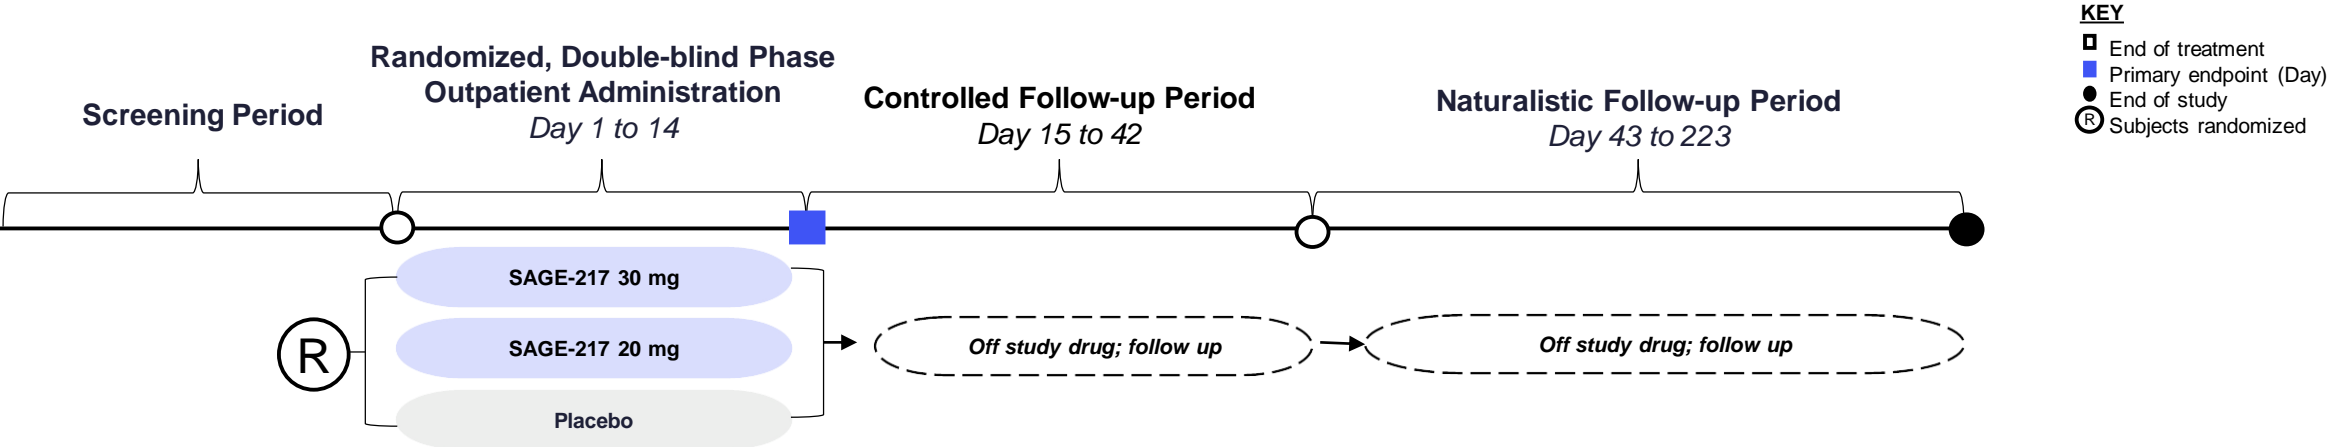 KEY
End of treatment
Primary endpoint (Day)
End of study
R Subjects randomized
Screening Period
Randomized, Double-blind Phase
Outpatient Administration
Day 1 to 14
Controlled Follow-up Period
Day 15 to 42
Naturalistic Follow-up Period
Day 43 to 223
R
SAGE-217 30 mg
SAGE-217 20 mg
Placebo
Off study drug; follow up
Off study drug; follow up